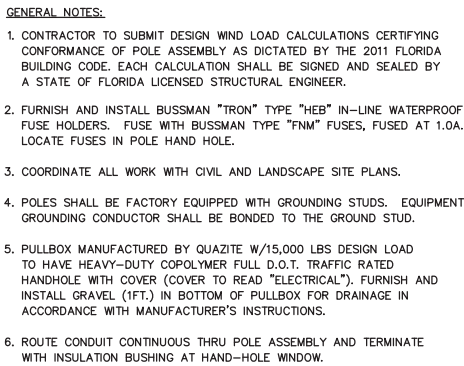 GENERAL NOTES:
1. CONTRACTOR TO SUBMIT DESIGN WIND LOAD CALCULATIONS CERTIFYING
CONFORMANCE OF POLE ASSEMBLY AS DICTATED BY THE 2011 FLORIDA
BUILDING CODE. EACH CALCULATION SHALL BE SIGNED AND SEALED BY
A STATE OF FLORIDA LICENSED STRUCTURAL ENGINEER.
2. FURNISH AND INSTALL BUSSMAN "TRON" TYPE "HEB" IN-LINE WATERPROOF
FUSE HOLDERS. FUSE WITH BUSSMAN TYPE "FNM" FUSES, FUSED AT 1.0A.
LOCATE FUSES IN POLE HAND HOLE.
3. COORDINATE ALL WORK WITH CIVIL AND LANDSCAPE SITE PLANS.
4. POLES SHALL BE FACTORY EQUIPPED WITH GROUNDING STUDS. EQUIPMENT
GROUNDING CONDUCTOR SHALL BE BONDED TO THE GROUND STUD.
5. PULLBOX MANUFACTURED BY QUAZITE W/15,000 LBS DESIGN LOAD
TO HAVE HEAVY-DUTY COPOLYMER FULL D.O.T. TRAFFIC RATED
HANDHOLE WITH COVER (COVER TO READ "ELECTRICAL"). FURNISH AND
INSTALL GRAVEL (1FT.) IN BOTTOM OF PULLBOX FOR DRAINAGE IN
ACCORDANCE WITH MANUFACTURER'S INSTRUCTIONS.
6. ROUTE CONDUIT CONTINUOUS THRU POLE ASSEMBLY AND TERMINATE
WITH INSULATION BUSHING AT HAND-HOLE WINDOW.